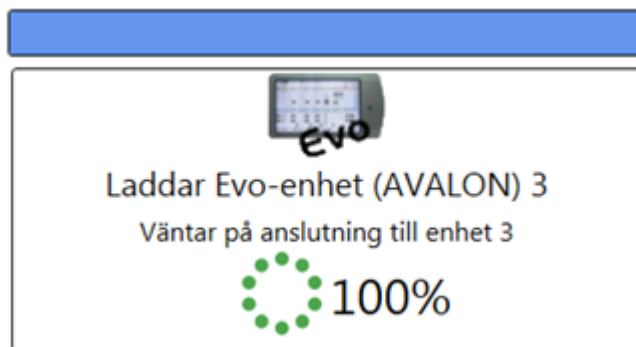 Evo
Laddar Evo-enhet (AVALON) 3
Väntar på anslutning till enhet 3
100%